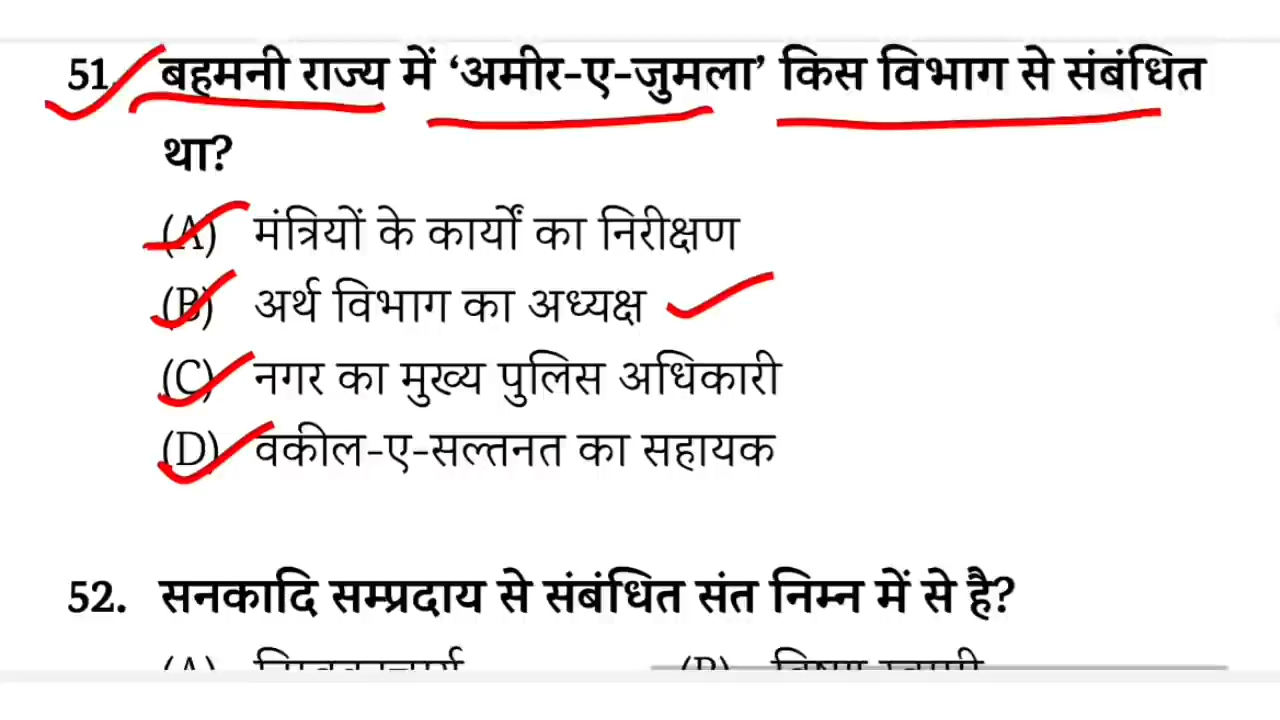 51. बहमनी राज्य में ‘अमीर-ए-जुमला’ किस विभाग से संबंधित
था?
(A) मंत्रियों के कार्यों का निरीक्षण
(B) अर्थ विभाग का अध्यक्ष
(C) नगर का मुख्य पुलिस अधिकारी
(D) वकील-ए-सल्तनत का सहायक
52. सनकादि सम्प्रदाय से संबंधित संत निम्न में से है?
(A) (B)